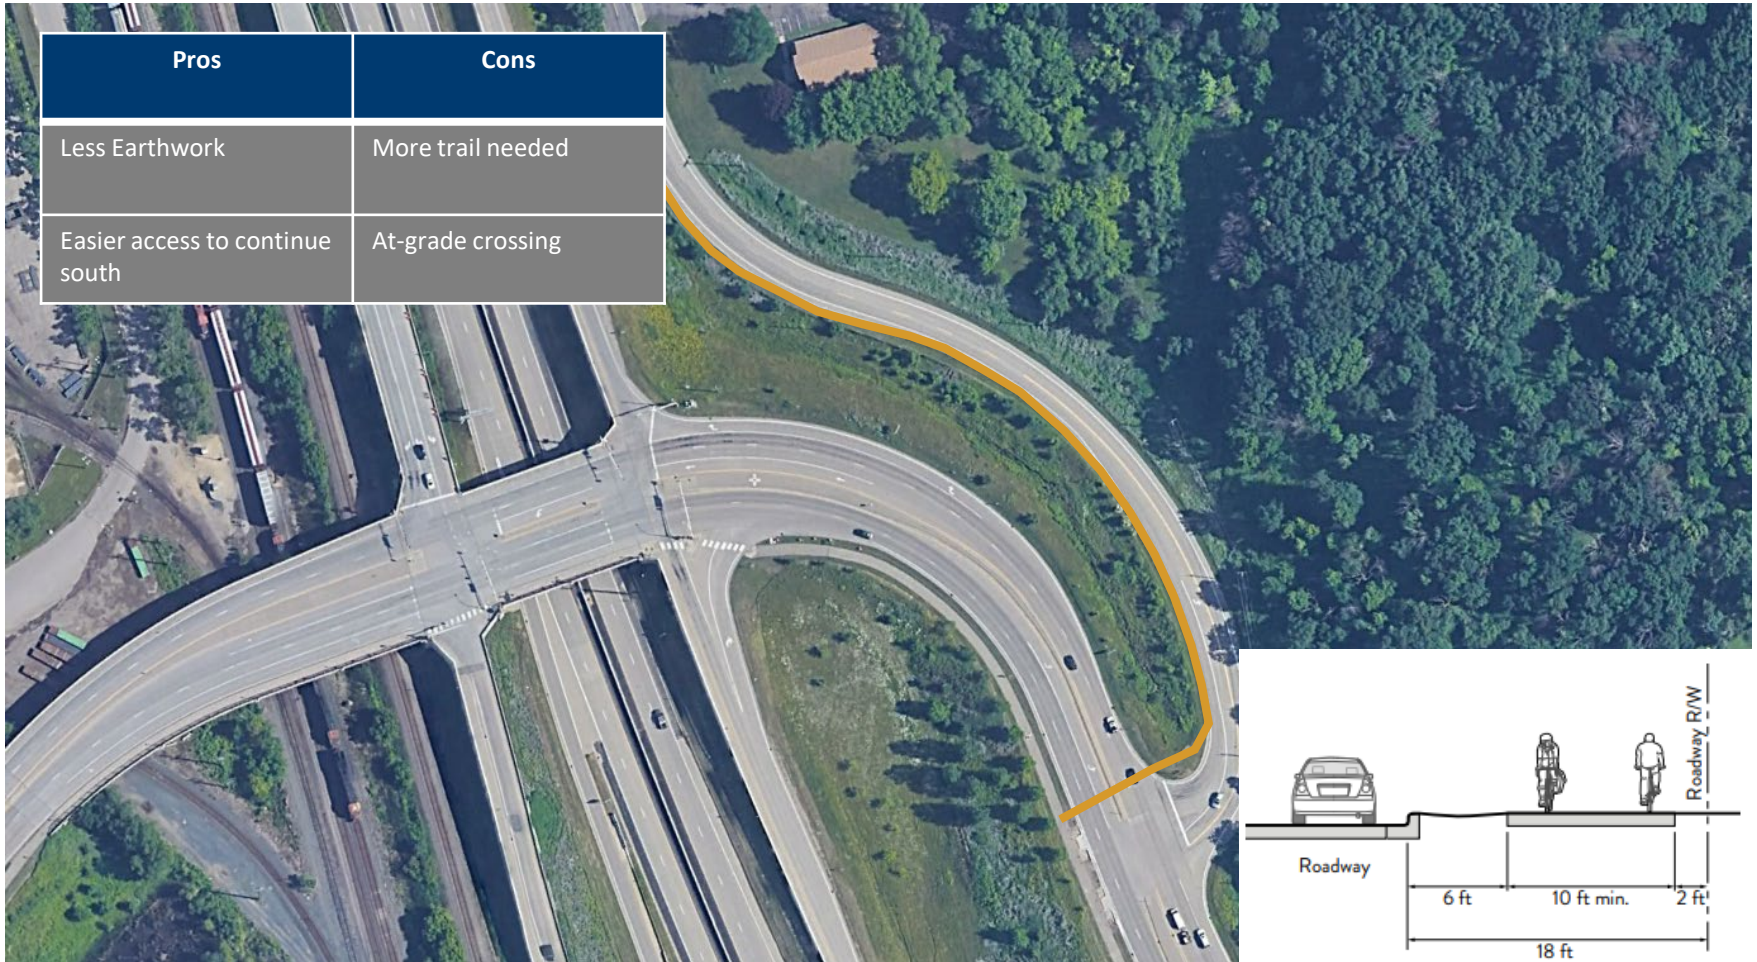 Pros
Cons
Less Earthwork
More trail needed
Easier access to continue
south
At-grade crossing
Roadway
Roadway R/W
6 ft
10 ft min.
2 ft
18 ft